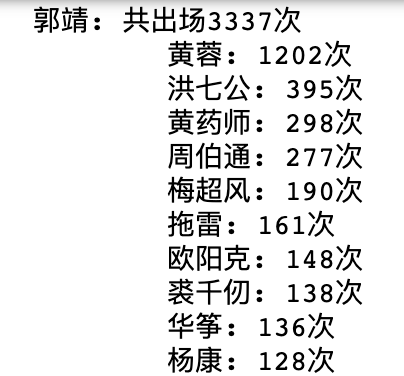 郭靖: 共出场3337次
黄蓉: 1202次
洪七公: 395次
黄药师: 298次
周伯通: 277次
梅超风: 190次
拖雷: 161次
欧阳克: 148次
裘千仞: 138次
华筝: 136次
杨康: 128次